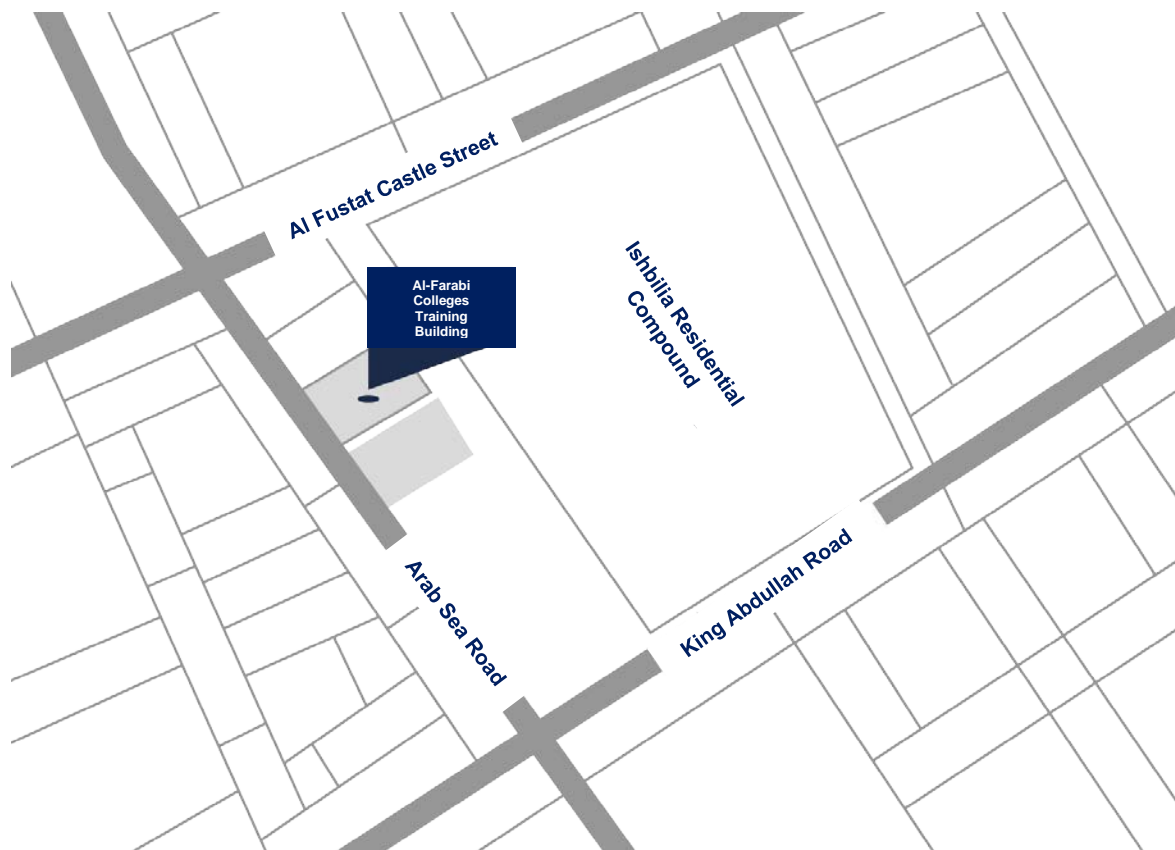 Al Fustat Castle Street
Al-Farabi
Colleges
Training
Building
Ishbilia Residential
Compound
Arab Sea Road
King Abdullah Road